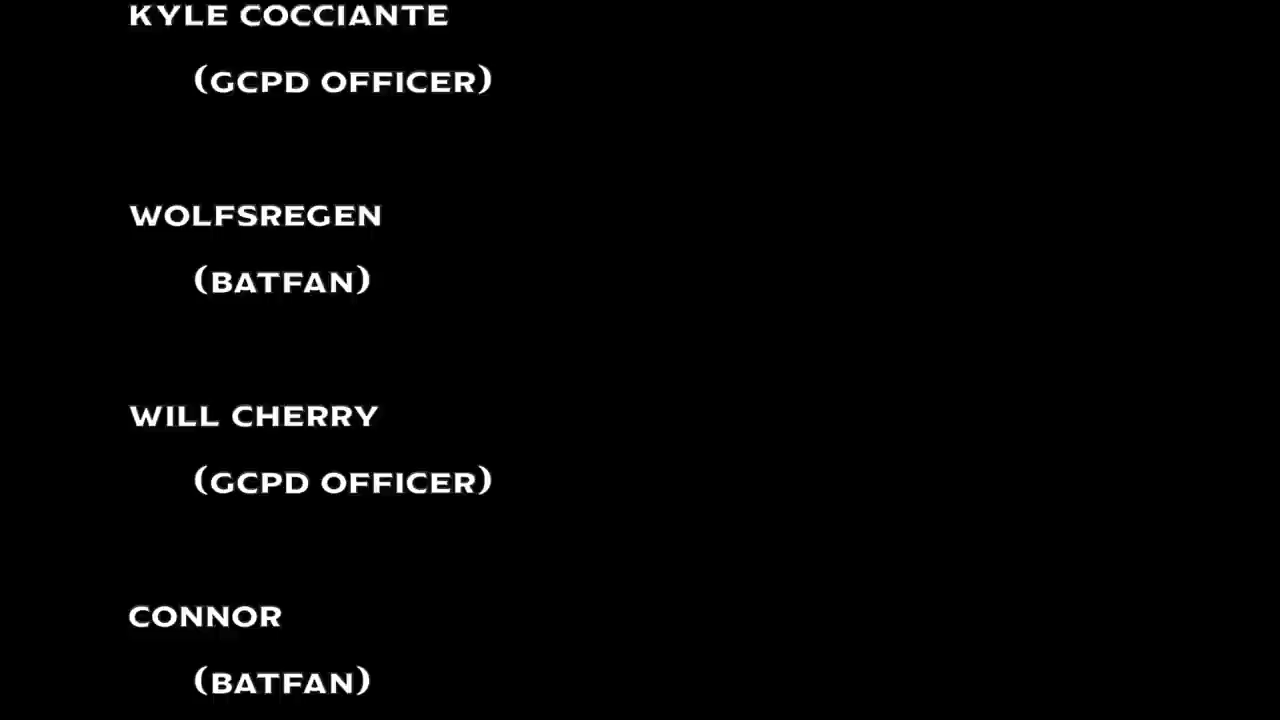 KYLE COCCIANTE
(GCPD OFFICER)
WOLFSREGEN
(BATFAN)
WILL CHERRY
(GCPD OFFICER)
CONNOR
(BATFAN)